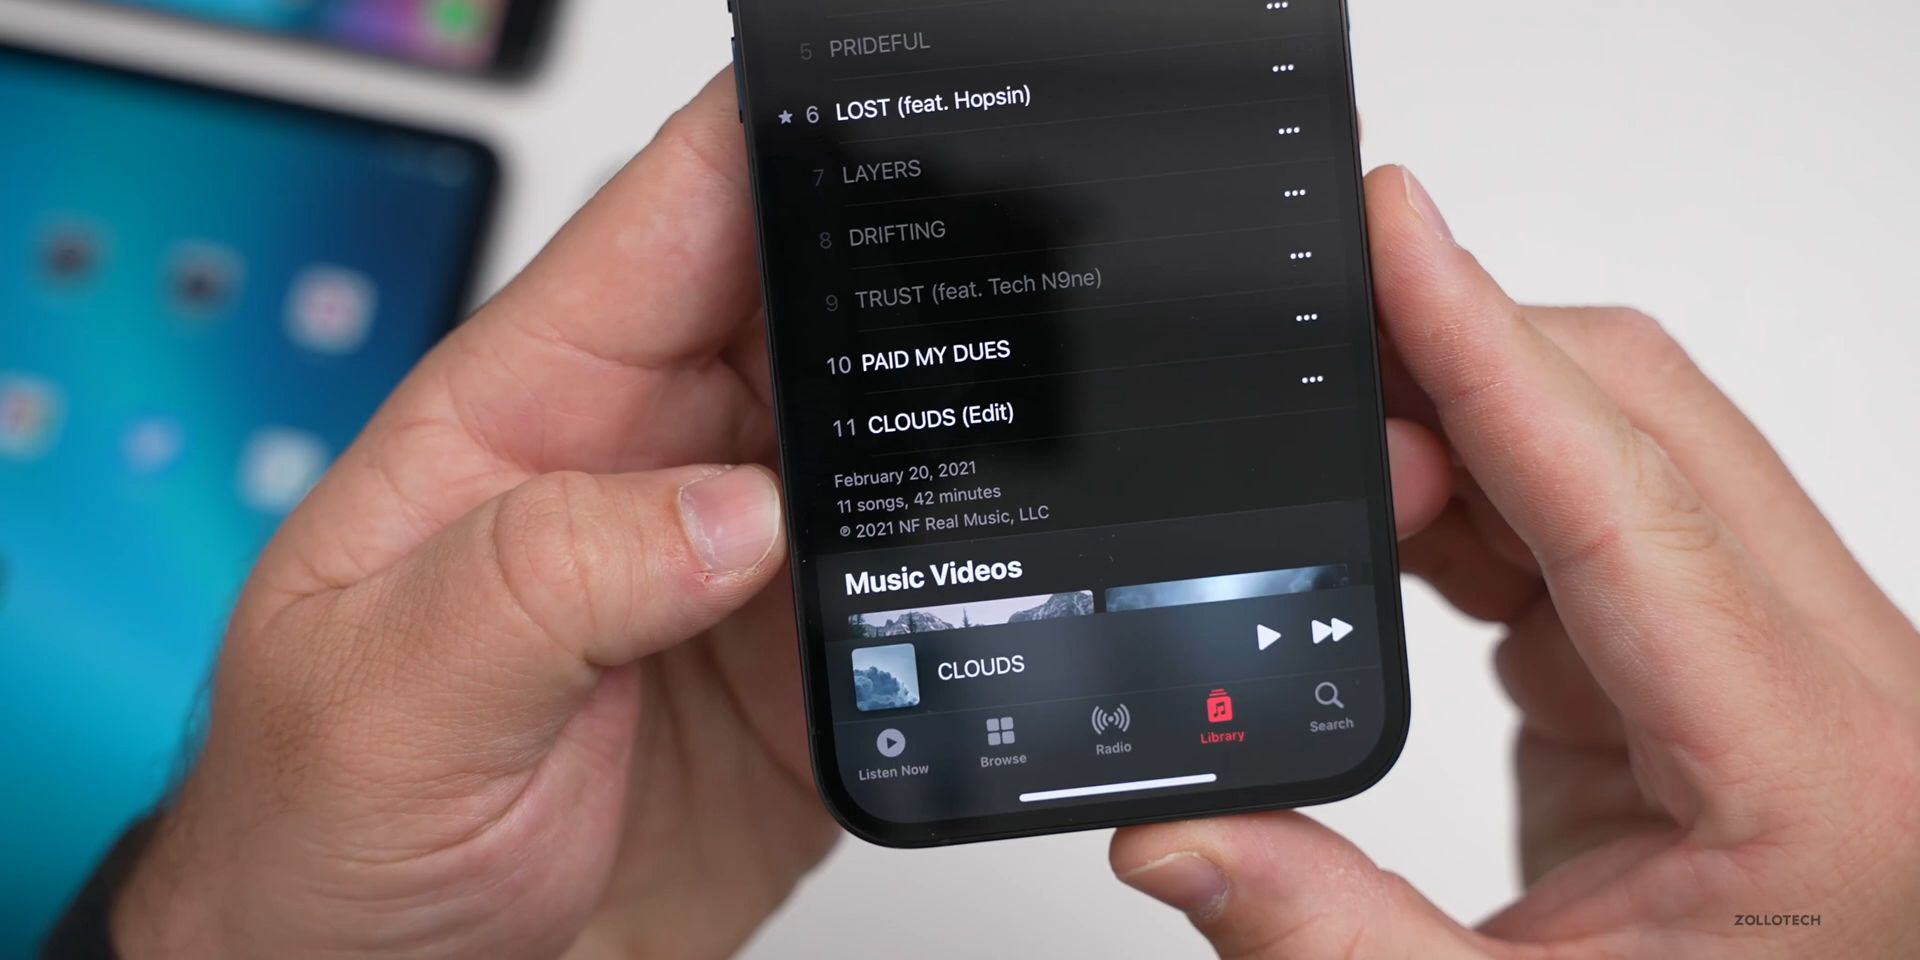 5 PRIDEFUL
★ 6 LOST (feat. Hopsin)
7 LAYERS
8 DRIFTING
9 TRUST (feat. Tech N9ne)
10 PAID MY DUES
11 CLOUDS (Edit)
February 20, 2021
11 songs, 42 minutes
℗ 2021 NF Real Music, LLC
Music Videos
CLOUDS
Listen Now
Browse
Radio
Library
Search
ZOLLOTECH